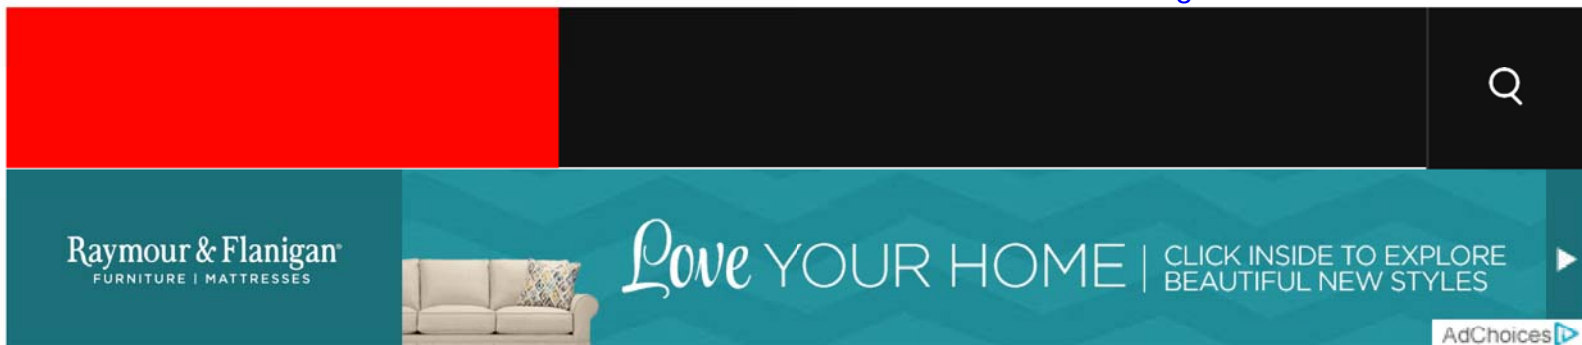 Raymour & Flanigan®
FURNITURE | MATTRESSES
Love YOUR HOME
CLICK INSIDE TO EXPLORE
BEAUTIFUL NEW STYLES
AdChoices